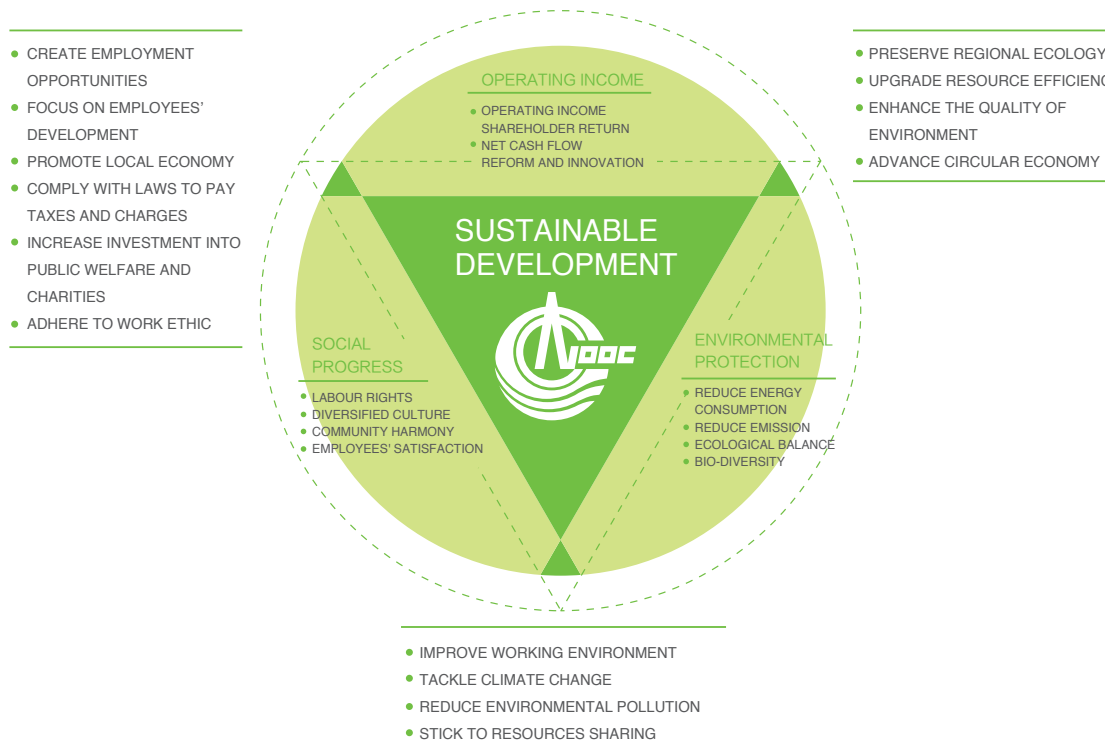 CREATE EMPLOYMENT
OPPORTUNITIES
FOCUS ON EMPLOYEES'
DEVELOPMENT
PROMOTE LOCAL ECONOMY
COMPLY WITH LAWS TO PAY
TAXES AND CHARGES
INCREASE INVESTMENT INTO
PUBLIC WELFARE AND
CHARITIES
ADHERE TO WORK ETHIC
OPERATING INCOME
OPERATING INCOME
SHAREHOLDER RETURN
NET CASH FLOW
REFORM AND INNOVATION
PRESERVE REGIONAL ECOLOGY
UPGRADE RESOURCE
ENHANCE THE QUALITY OF
ENVIRONMENT
ADVANCE CIRCULAR ECONOMY
SUSTAINABLE
DEVELOPMENT
CNOOC
SOCIAL
PROGRESS
LABOUR RIGHTS
DIVERSIFIED CULTURE
COMMUNITY HARMONY
EMPLOYEES' SATISFACTION
ENVIRONMENTAL
PROTECTION
REDUCE ENERGY
CONSUMPTION
REDUCE EMISSION
ECOLOGICAL BALANCE
BIO-DIVERSITY
IMPROVE WORKING ENVIRONMENT
TACKLE CLIMATE CHANGE
REDUCE ENVIRONMENTAL POLLUTION
STICK TO RESOURCES SHARING